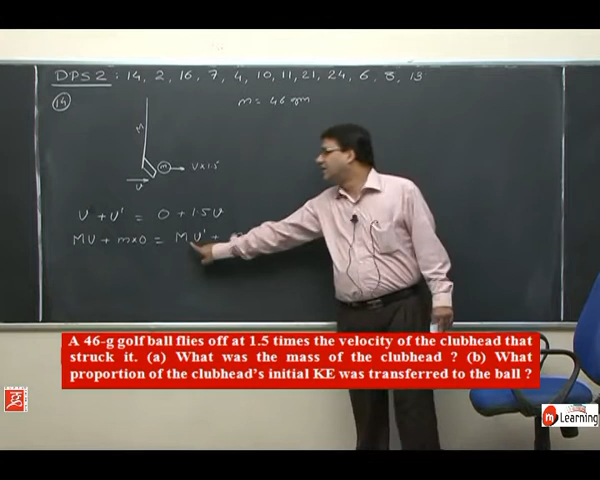 DPS2 : 14, 2, 16, 7, 4, 10, 11, 21, 24, 6, 8, 13
14
m = 46 gm
M
m
V×1.5
v
V + V' = 0 + 1.5V
MV + m×0 = MV' +
A 46-g golf ball flies off at 1.5 times the velocity of the clubhead that
struck it. (a) What was the mass of the clubhead ? (b) What
proportion of the clubhead's initial KE was transferred to the ball ?
m Learning